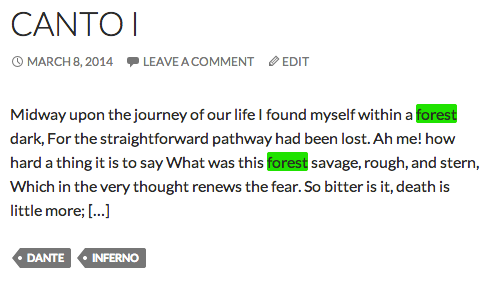 CANTO I
MARCH 8, 2014 LEAVE A COMMENT EDIT
Midway upon the journey of our life I found myself within a forest
dark, For the straightforward pathway had been lost. Ah me! how
hard a thing it is to say What was this forest savage, rough, and stern,
Which in the very thought renews the fear. So bitter is it, death is
little more; […]
DANTE INFERNO